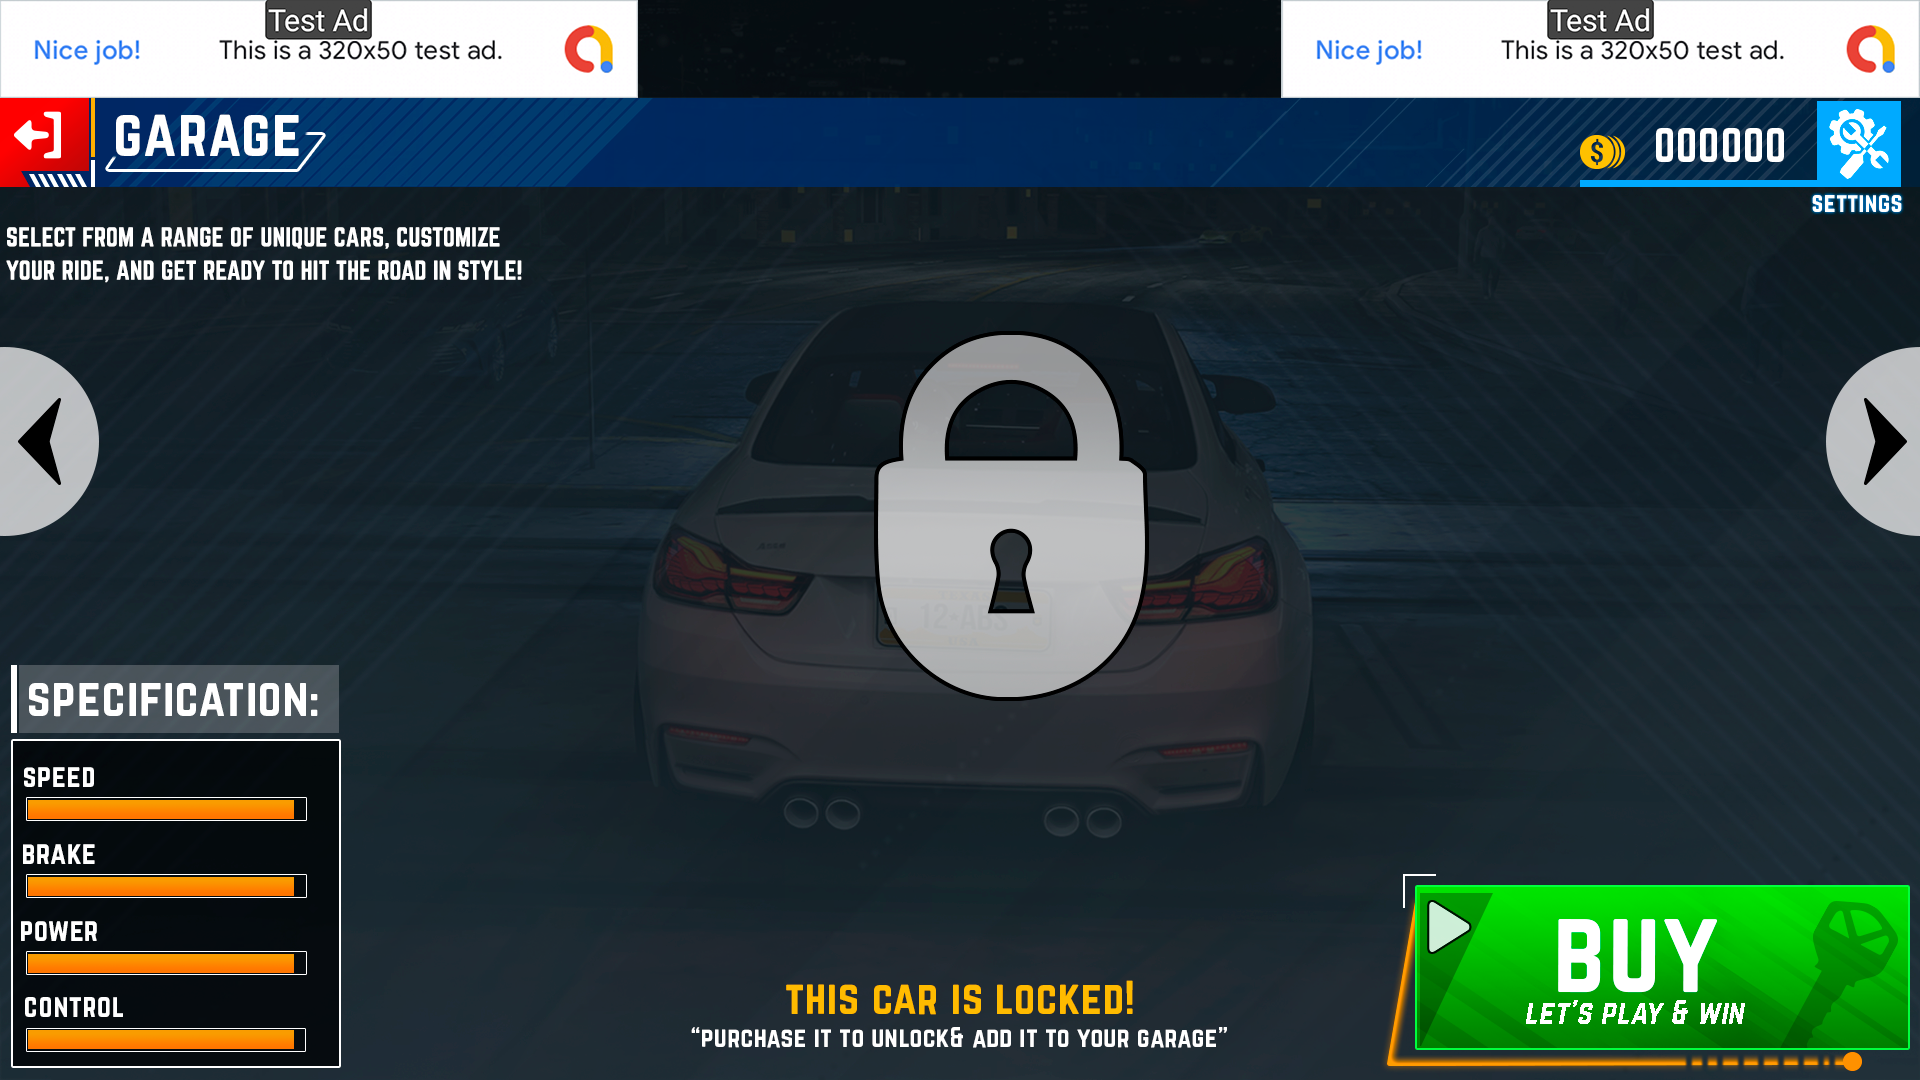 Test Ad
Nice job!
This is a 320x50 test ad.
Test Ad
Nice job!
This is a 320x50 test ad.
GARAGE
$
000000
SETTINGS
SELECT FROM A RANGE OF UNIQUE CARS, CUSTOMIZE
YOUR RIDE, AND GET READY TO HIT THE ROAD IN STYLE!
SPECIFICATION:
SPEED
BRAKE
POWER
CONTROL
THIS CAR IS LOCKED!
“PURCHASE IT TO UNLOCK& ADD IT TO YOUR GARAGE”
BUY
LET'S PLAY & WIN